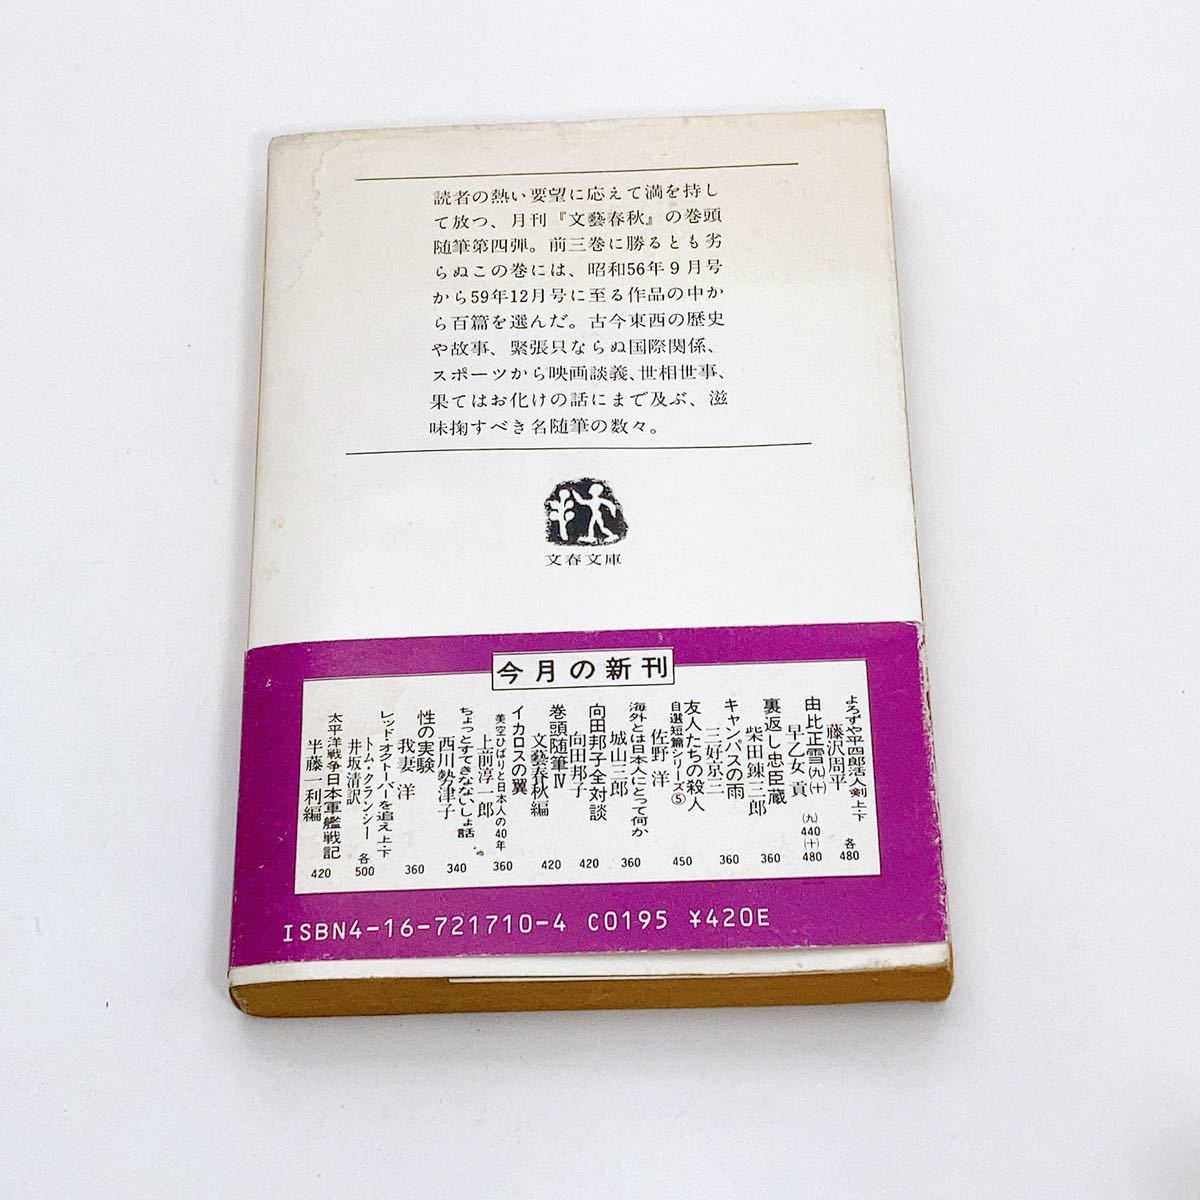 読者の熱い要望に応えて満を持し
て放つ、月刊『文藝春秋』の巻頭
随筆第四弾。前三巻に勝るとも劣
らぬこの巻には、昭和56年9月号
から59年12月号に至る作品の中か
ら百篇を選んだ。古今東西の歴史
や故事、緊張只ならぬ国際関係、
スポーツから映画談義、世相世事、
果てはお化けの話にまで及ぶ、滋
味掬すべき名随筆の数々。
文春文庫
今月の新刊
よろずや平四郎活人剣 上・下
藤沢周平
各480
由比正雪(九)(十)
早乙女 貢
(九)440
(十)480
裏返し忠臣蔵
柴田錬三郎
360
キャンパスの雨
三好京三
360
友人たちの殺人
自選短篇シリーズ⑤
佐野 洋
450
海外とは日本人にとって何か
城山三郎
360
向田邦子全対談
向田邦子
420
巻頭随筆Ⅳ
文藝春秋編
420
イカロスの翼
美空ひばりと日本人の40年
上前淳一郎
360
ちょっとすてきなないしょ話
西川勢津子
340
性の実験
我妻 洋
360
レッド・オクトーバーを追え 上・下
トム・クランシー
井坂清訳
各500
太平洋戦争日本軍艦戦記
半藤一利編
420
ISBN4-16-721710-4 C0195 ¥420E